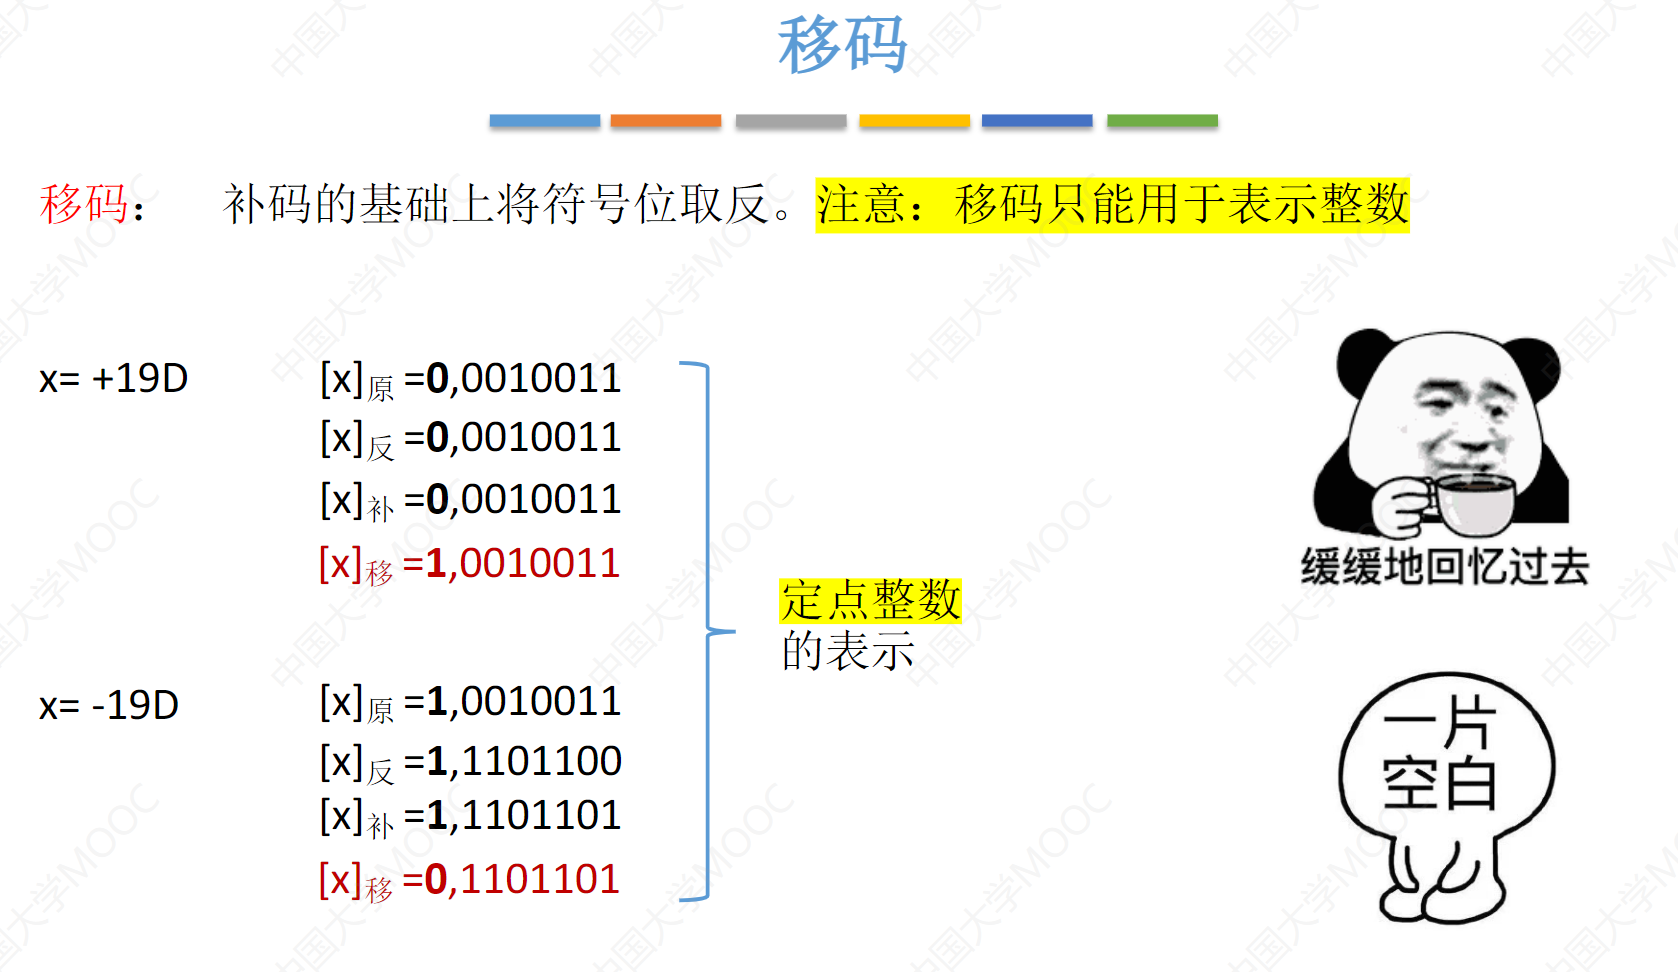 移码
移码： 补码的基础上将符号位取反。注意：移码只能用于表示整数
x= +19D
[x]原 =0,0010011
[x]反 =0,0010011
[x]补 =0,0010011
[x]移 =1,0010011
x= -19D
[x]原 =1,0010011
[x]反 =1,1101100
[x]补 =1,1101101
[x]移 =0,1101101
定点整数
的表示
缓缓地回忆过去
一片
空白
中国大学MOOC